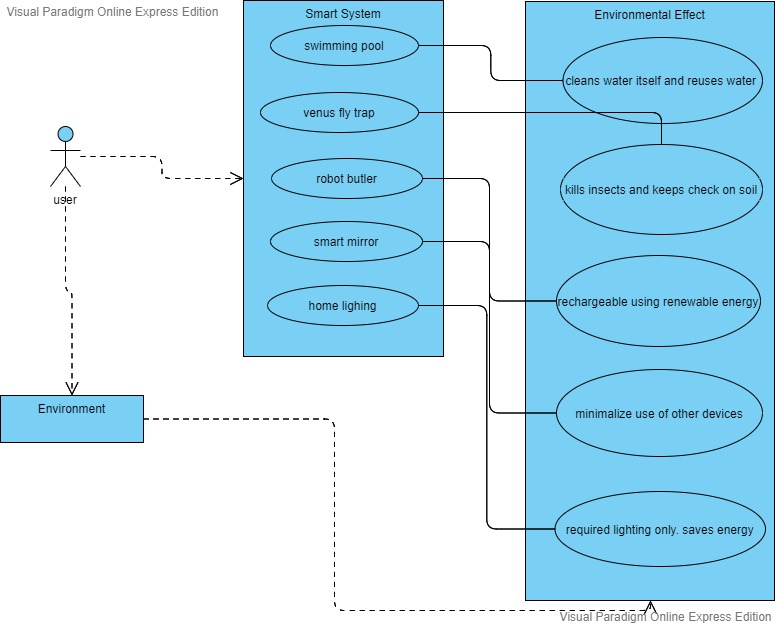 Visual Paradigm Online Express Edition
Smart System
Environmental Effect
swimming pool
cleans water itself and reuses water
venus fly trap
robot butler
kills insects and keeps check on soil
user
smart mirror
home lighing
rechargeable using renewable energy
Environment
minimalize use of other devices
required lighting only. saves energy
Visual Paradigm Online Express Edition